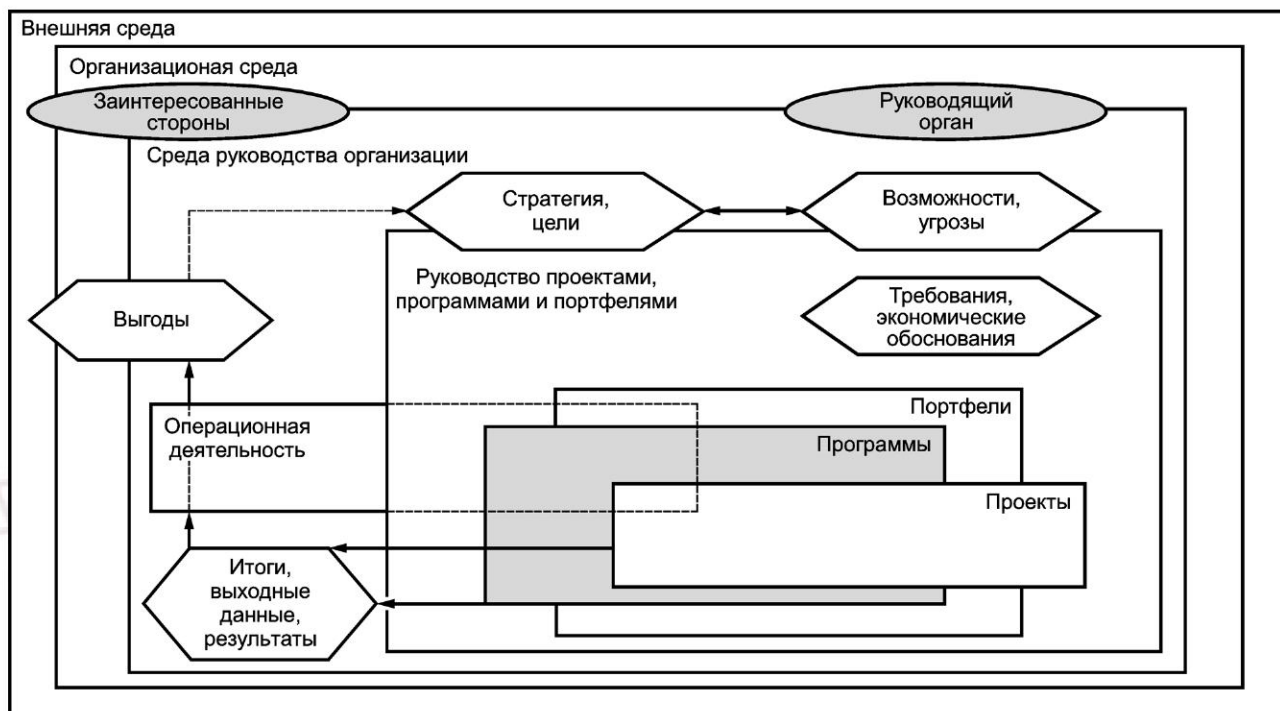 Внешняя среда
Организационая среда
Заинтересованные
стороны
Руководящий
орган
Среда руководства организации
Стратегия,
цели
Возможности,
угрозы
Руководство проектами,
программами и портфелями
Требования,
экономические
обоснования
Выгоды
Портфели
Операционная
деятельность
Программы
Проекты
Итоги,
выходные
данные,
результаты